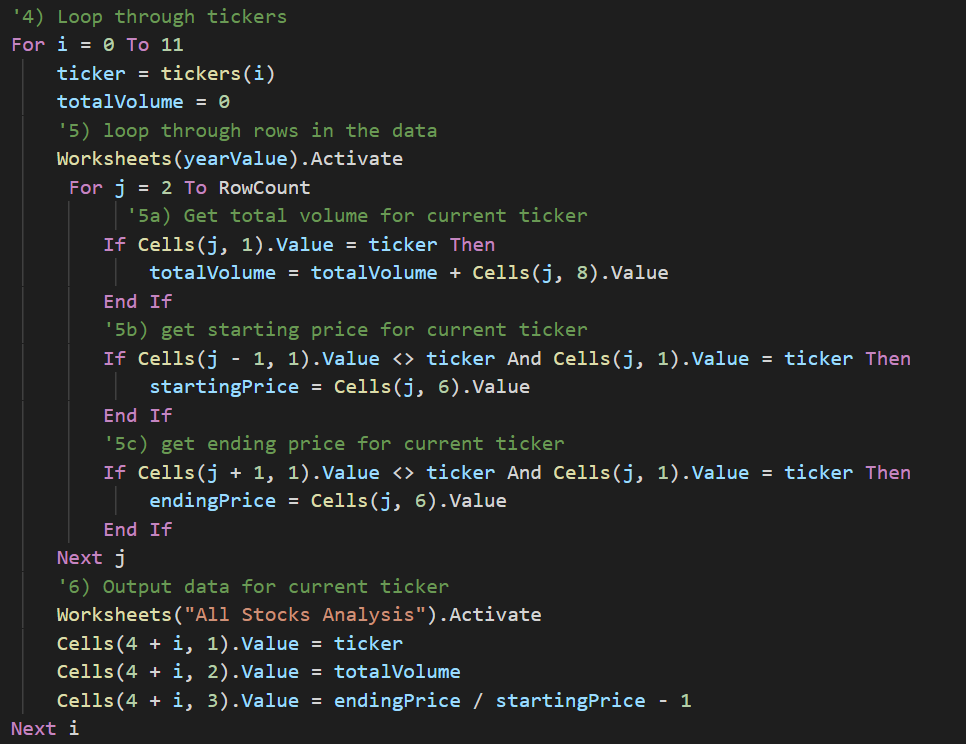 '4) Loop through tickers
For i = 0 To 11
ticker = tickers(i)
totalVolume = 0
'5) loop through rows in the data
Worksheets(yearValue).Activate
For j = 2 To RowCount
'5a) Get total volume for current ticker
If Cells(j, 1).Value = ticker Then
totalVolume = totalVolume + Cells(j, 8).Value
End If
'5b) get starting price for current ticker
If Cells(j - 1, 1).Value <> ticker And Cells(j, 1).Value = ticker Then
startingPrice = Cells(j, 6).Value
End If
'5c) get ending price for current ticker
If Cells(j + 1, 1).Value <> ticker And Cells(j, 1).Value = ticker Then
endingPrice = Cells(j, 6).Value
End If
Next j
'6) Output data for current ticker
Worksheets("All Stocks Analysis").Activate
Cells(4 + i, 1).Value = ticker
Cells(4 + i, 2).Value = totalVolume
Cells(4 + i, 3).Value = endingPrice / startingPrice - 1
Next i